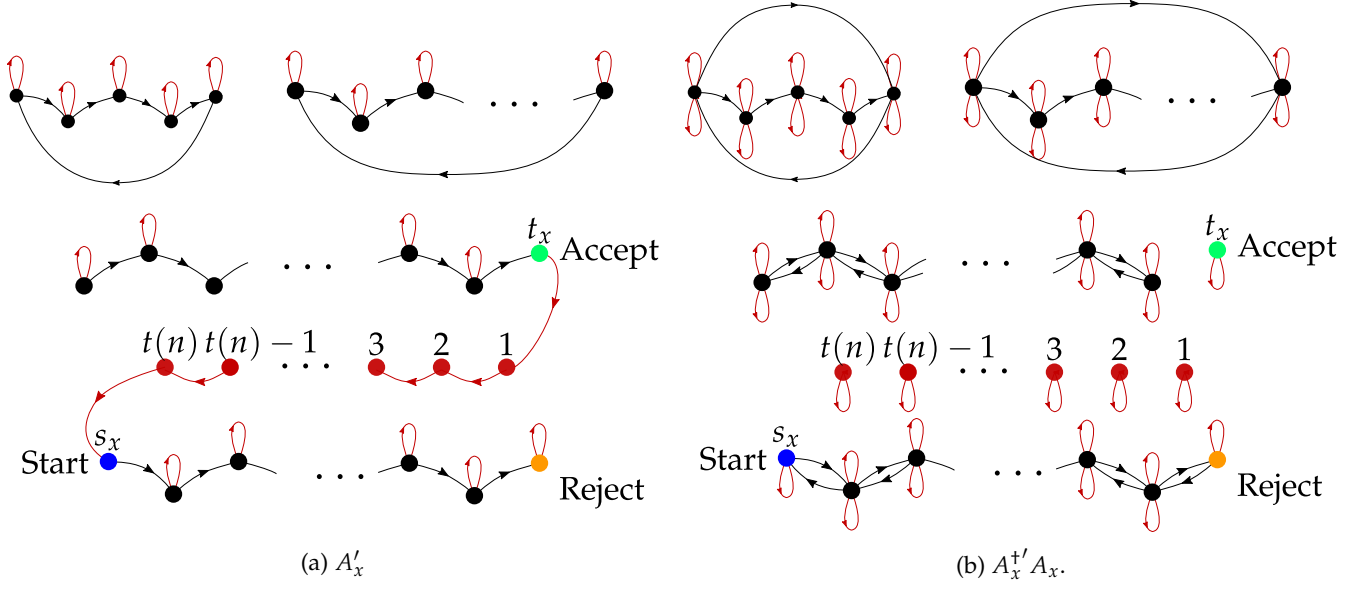 t_x Accept
t(n) t(n) − 1 · · · 3 2 1
s_x
Start
Reject
(a) A′_x
t_x Accept
t(n) t(n) − 1 · · · 3 2 1
s_x
Start
Reject
(b) A_x^{†′} A_x.